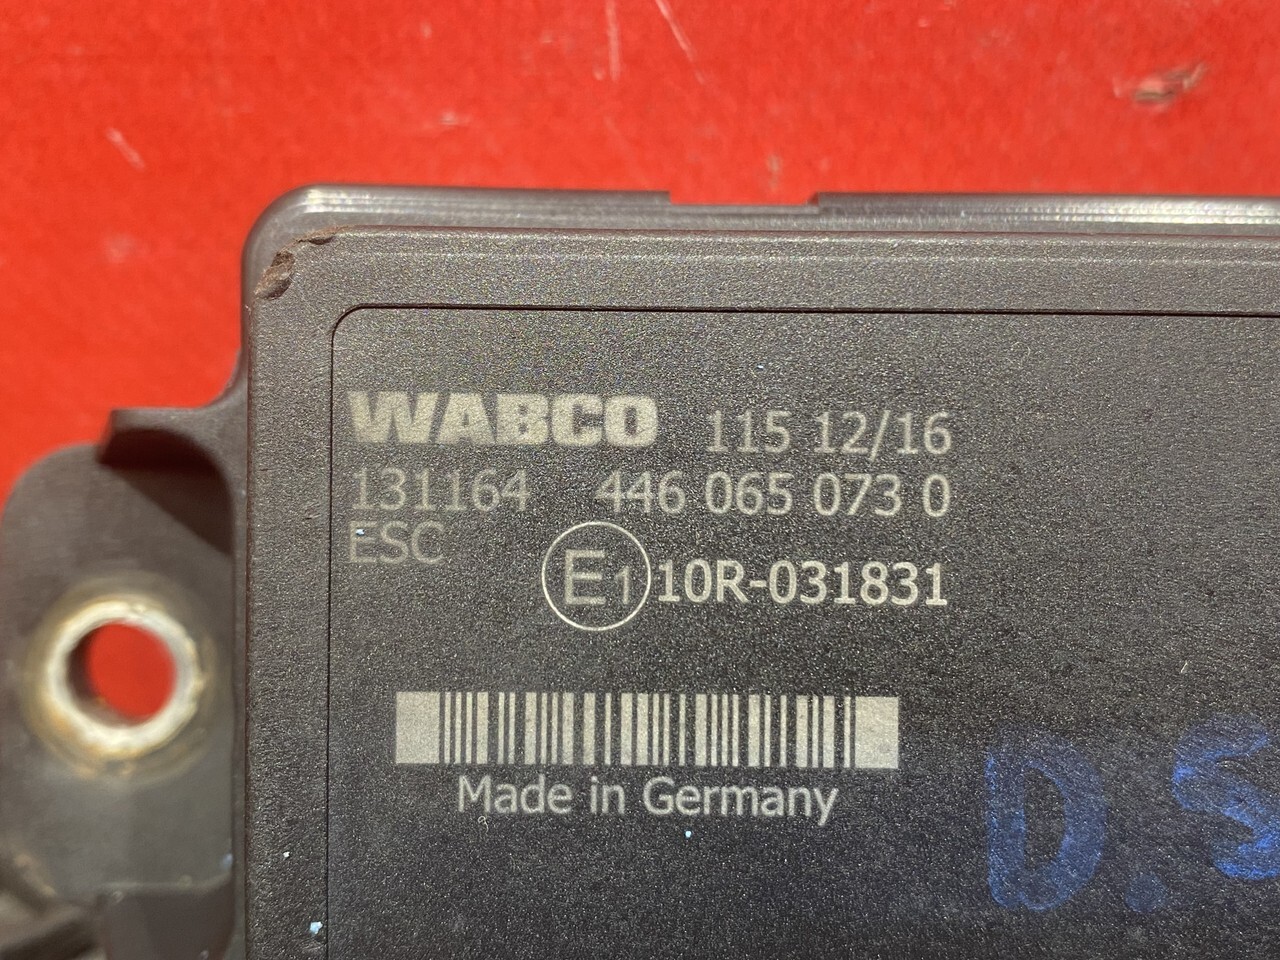 WABCO 115 12/16
131164 446 065 073 0
ESC
E1 10R-031831
Made in Germany
D.S